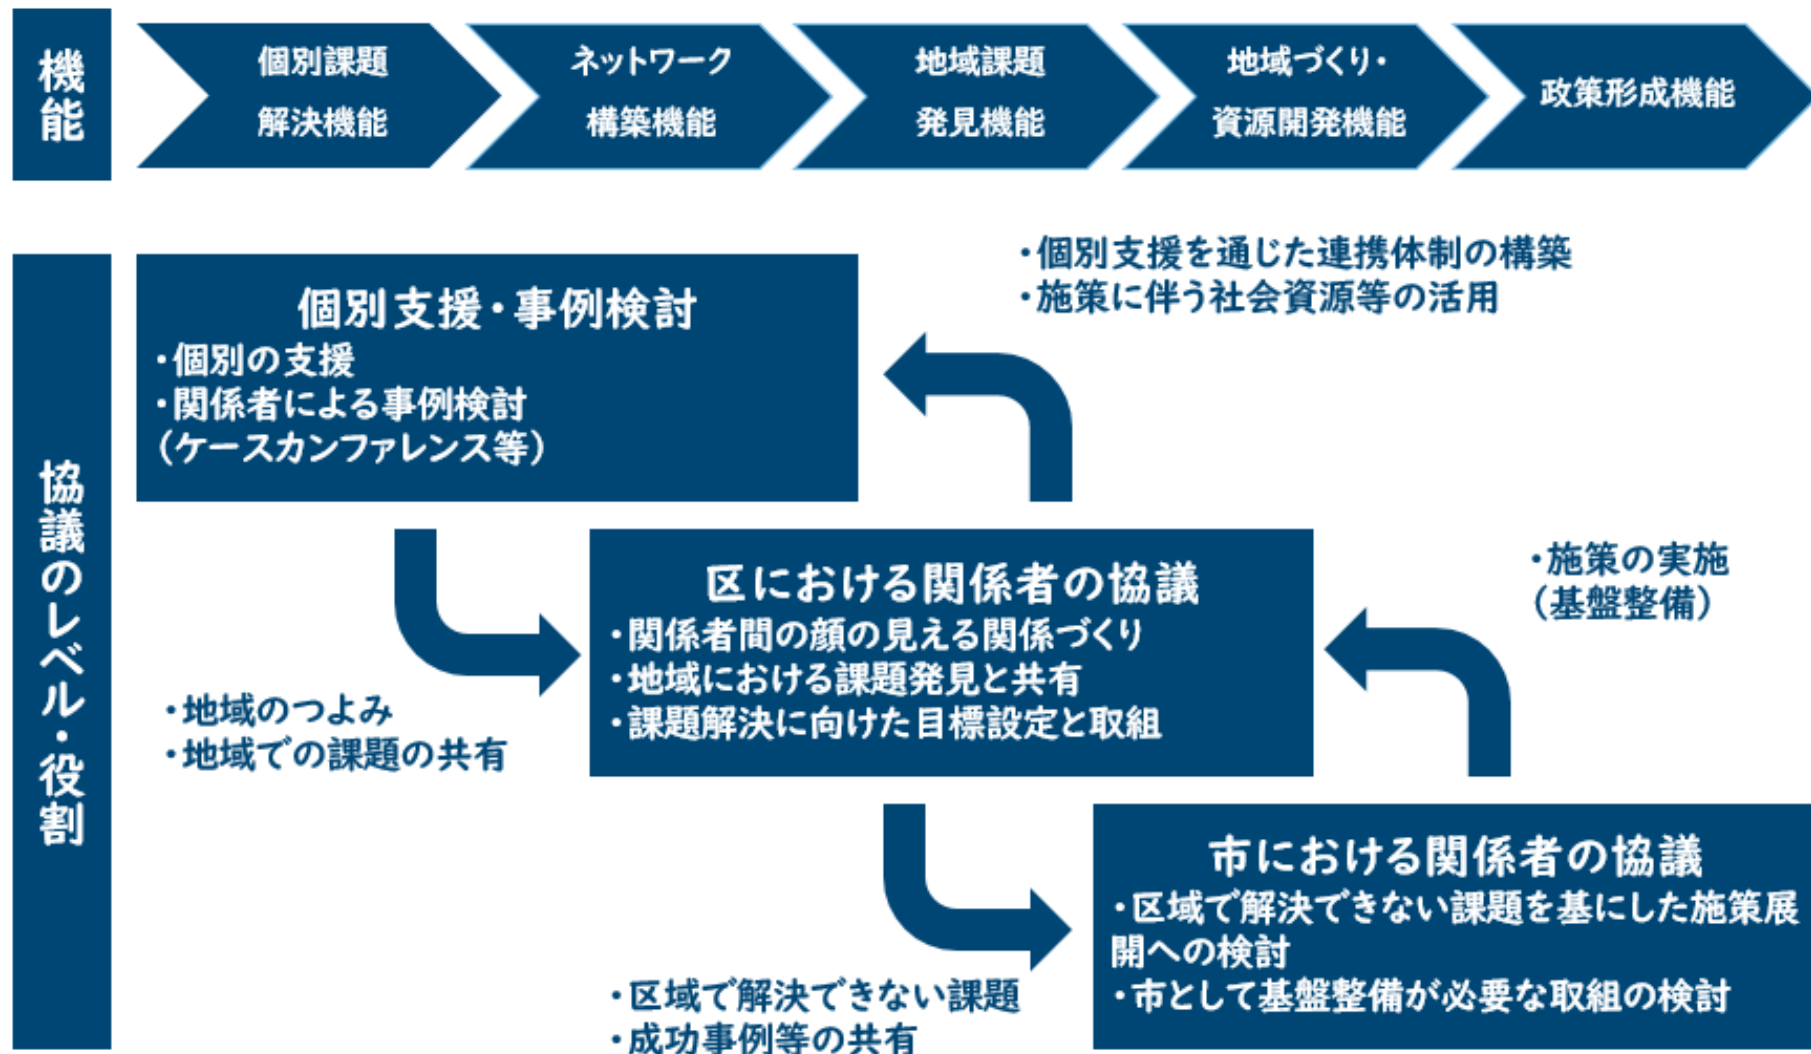 機能
個別課題
解決機能
ネットワーク
構築機能
地域課題
発見機能
地域づくり・
資源開発機能
政策形成機能
協議のレベル・役割
個別支援・事例検討
・個別の支援
・関係者による事例検討
（ケースカンファレンス等）
・個別支援を通じた連携体制の構築
・施策に伴う社会資源等の活用
・地域のつよみ
・地域での課題の共有
区における関係者の協議
・関係者間の顔の見える関係づくり
・地域における課題発見と共有
・課題解決に向けた目標設定と取組
・施策の実施
（基盤整備）
・区域で解決できない課題
・成功事例等の共有
市における関係者の協議
・区域で解決できない課題を基にした施策展
開への検討
・市として基盤整備が必要な取組の検討